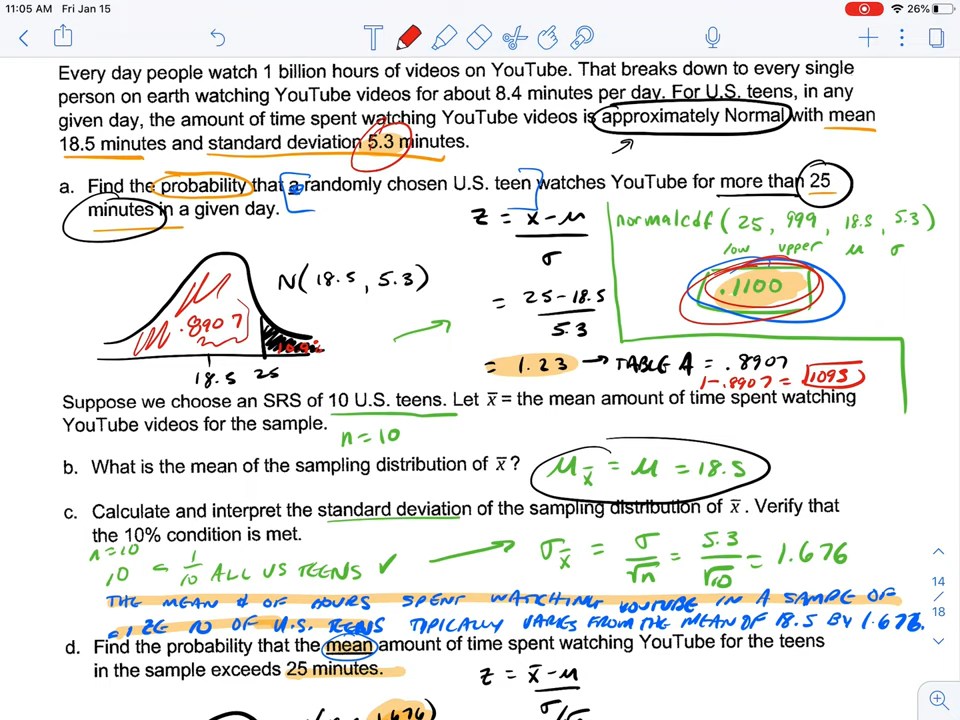 11:05 AM Fri Jan 15
26%
Every day people watch 1 billion hours of videos on YouTube. That breaks down to every single
person on earth watching YouTube videos for about 8.4 minutes per day. For U.S. teens, in any
given day, the amount of time spent watching YouTube videos is approximately Normal with mean
18.5 minutes and standard deviation 5.3 minutes.
a. Find the probability that a randomly chosen U.S. teen watches YouTube for more than 25
minutes in a given day.
z = x̄ - μ / σ
= 25 - 18.5 / 5.3
= 1.23 → TABLE A = .8907
1 - .8907 = 1093
normalcdf ( 25, 999, 18.5, 5.3 )
low upper μ σ
.1100
N( 18.5, 5.3 )
.8907
18.5 25
Suppose we choose an SRS of 10 U.S. teens. Let x̄ = the mean amount of time spent watching
YouTube videos for the sample.
n = 10
b. What is the mean of the sampling distribution of x̄ ?
μx̄ = μ = 18.5
c. Calculate and interpret the standard deviation of the sampling distribution of x̄ . Verify that
the 10% condition is met.
n = 10
10 ≤ 1/10 ALL US TEENS ✓
σx̄ = σ / √n = 5.3 / √10 = 1.676
THE MEAN # OF HOURS SPENT WATCHING YOUTUBE IN A SAMPE OF
SIZE 10 OF U.S. TEENS TYPICALLY VARIES FROM THE MEAN OF 18.5 BY 1.676.
d. Find the probability that the mean amount of time spent watching YouTube for the teens
in the sample exceeds 25 minutes.
z = x̄ - μ
1.676)
14
/
18